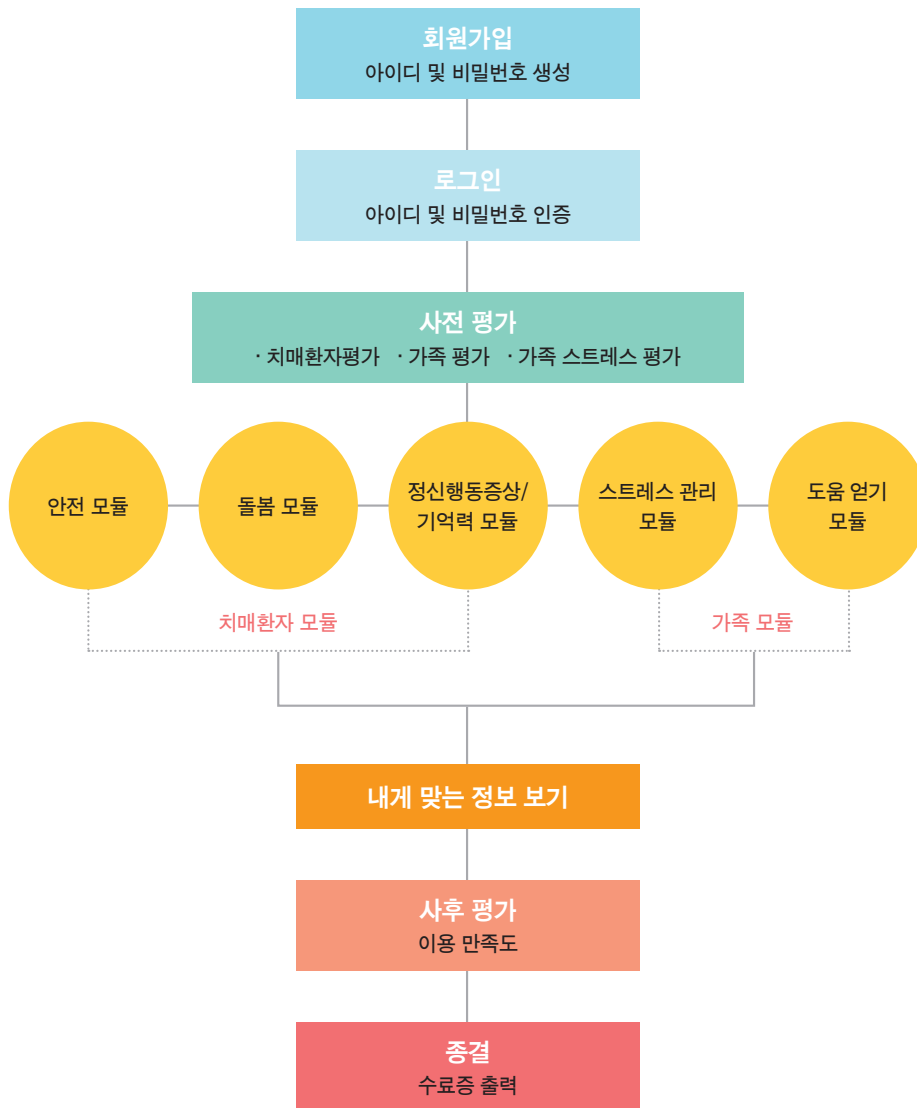 회원가입
아이디 및 비밀번호 생성
로그인
아이디 및 비밀번호 인증
사전 평가
· 치매환자평가 · 가족 평가 · 가족 스트레스 평가
안전 모듈
돌봄 모듈
정신행동증상/
기억력 모듈
스트레스 관리
모듈
도움 얻기
모듈
치매환자 모듈
가족 모듈
내게 맞는 정보 보기
사후 평가
이용 만족도
종결
수료증 출력